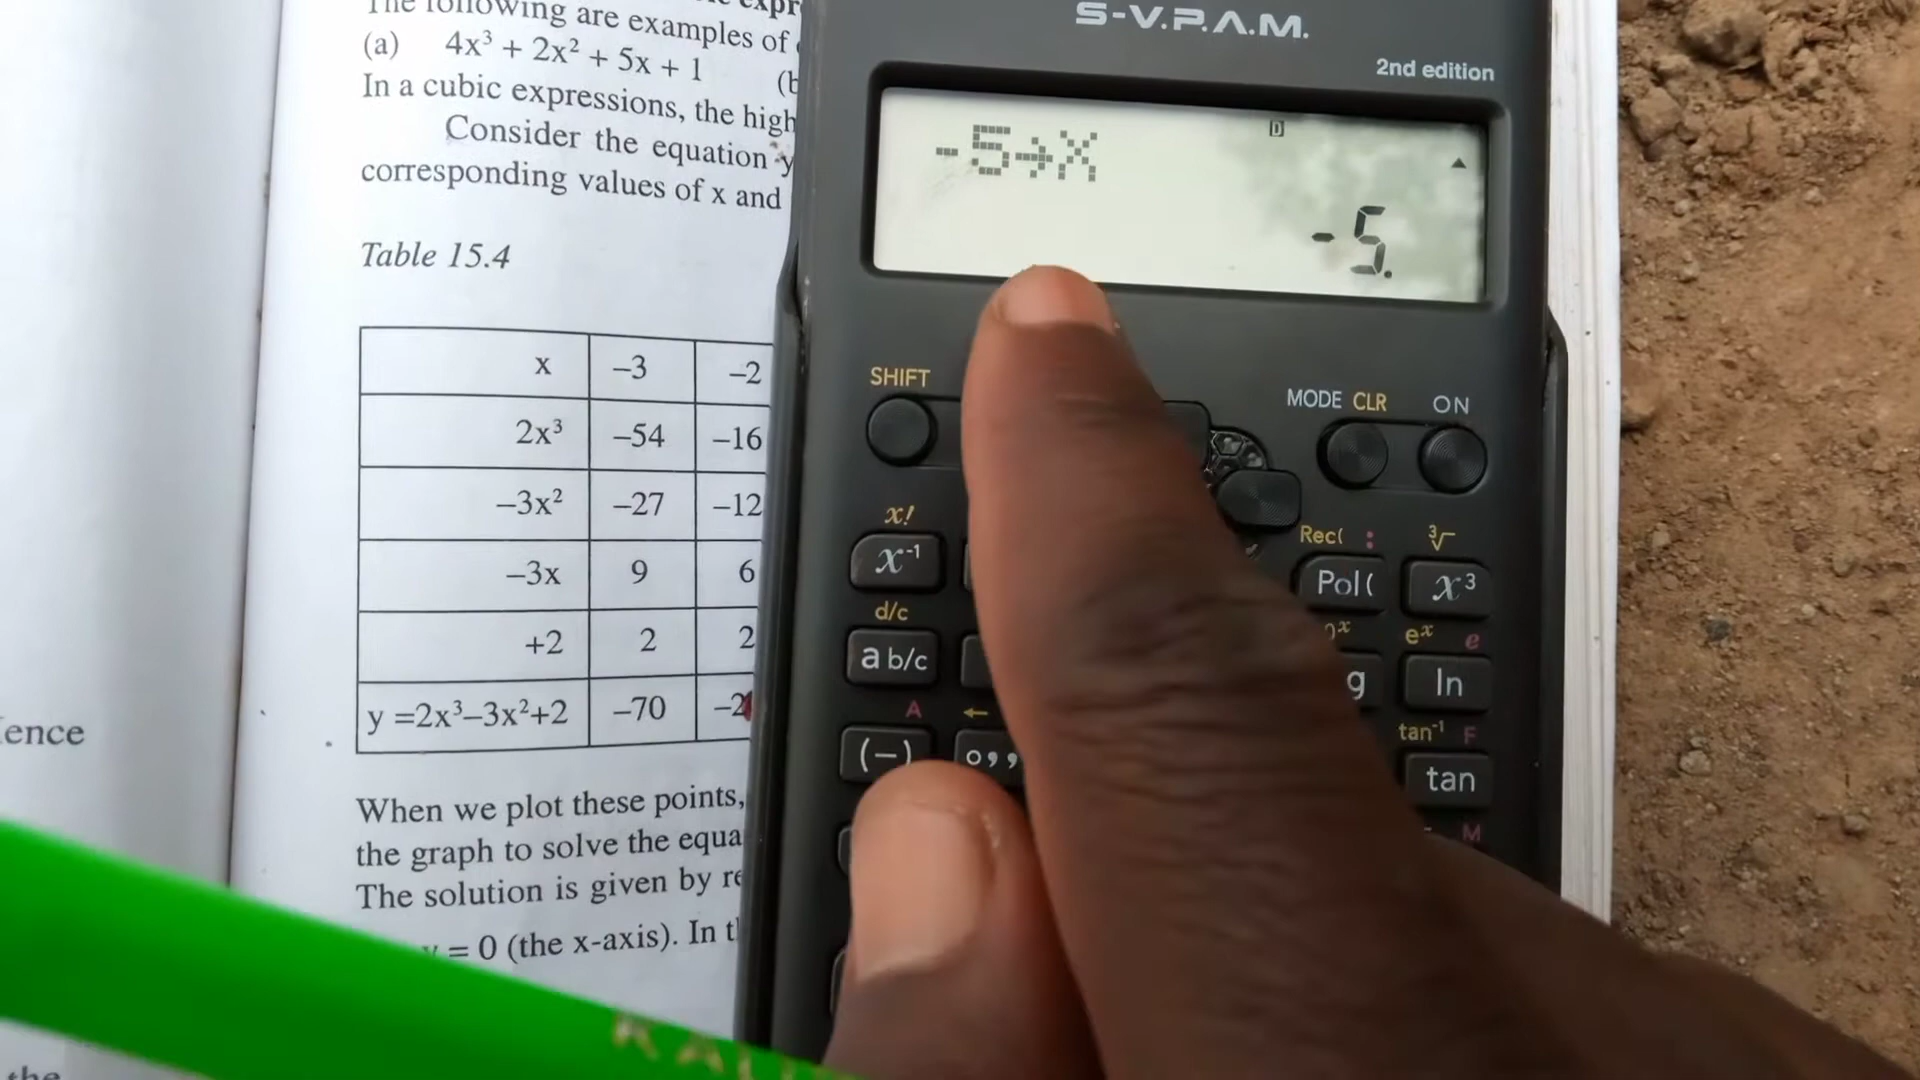 The following are examples of
(a) 4x³ + 2x² + 5x + 1
In a cubic expressions, the high
Consider the equation y
corresponding values of x and
Table 15.4
x –3 –2
2x³ –54 –16
–3x² –27 –12
–3x 9 6
+2 2 2
y =2x³–3x²+2 –70
When we plot these points,
the graph to solve the equa
The solution is given by re
y = 0 (the x-axis). In t
the
S-V.P.A.M.
2nd edition
D
-5→X
-5.
SHIFT
MODE CLR ON
x! Rec( : ³√
x⁻¹ Pol( x³
d/c eˣ e
a b/c ln
A ← tan⁻¹ F
(–) o,,, tan
M